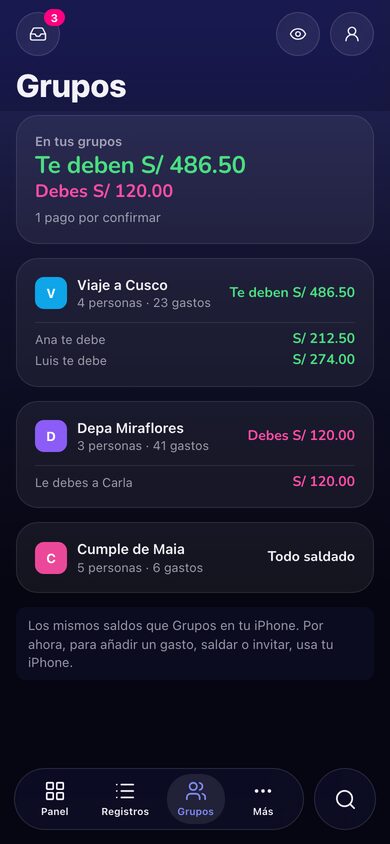 3
Grupos
En tus grupos
Te deben S/ 486.50
Debes S/ 120.00
1 pago por confirmar
V
Viaje a Cusco
4 personas · 23 gastos
Te deben S/ 486.50
Ana te debe
S/ 212.50
Luis te debe
S/ 274.00
D
Depa Miraflores
3 personas · 41 gastos
Debes S/ 120.00
Le debes a Carla
S/ 120.00
C
Cumple de Maia
5 personas · 6 gastos
Todo saldado
Los mismos saldos que Grupos en tu iPhone. Por
ahora, para añadir un gasto, saldar o invitar, usa tu
iPhone.
Panel
Registros
Grupos
Más